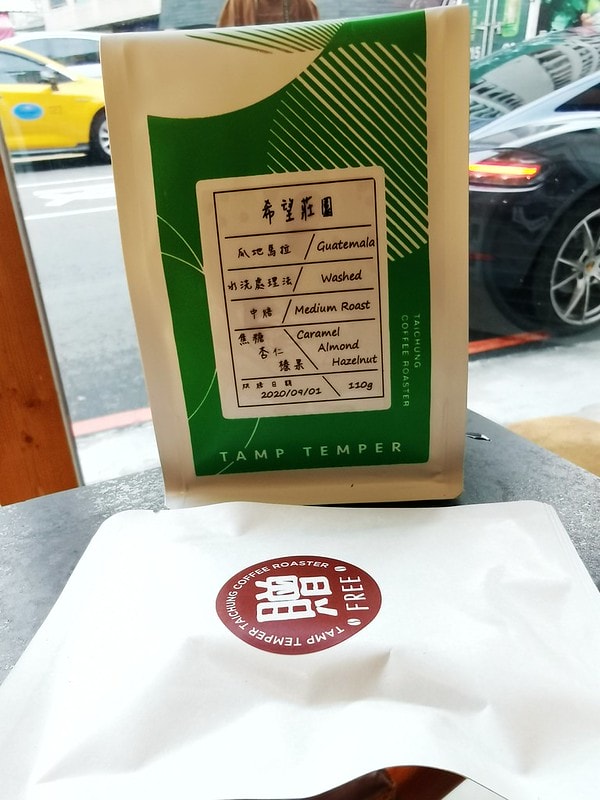 希望莊園
瓜地馬拉 / Guatemala
水洗處理法 / Washed
中焙 / Medium Roast
焦糖 / Caramel
杏仁 Almond
榛果 Hazelnut
烘焙日期
2020/09/01 \ 110g
TAICHUNG
COFFEE ROASTER
TAMP TEMPER
TAMP TEMPER TAICHUNG COFFEE ROASTER
贈
FREE